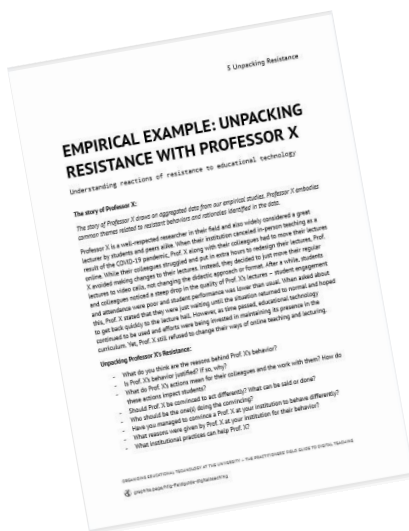 5 Unpacking Resistance
EMPIRICAL EXAMPLE: UNPACKING
RESISTANCE WITH PROFESSOR X
Understanding reactions of resistance to educational technology
The story of Professor X:
The story of Professor X draws on aggregated data from our empirical studies. Professor X embodies
common themes related to resistant behaviors and rationales identified in the data.
Professor X is a well-respected researcher in their field and also widely considered a great
lecturer by students and peers alike. When their institution canceled in-person teaching as a
result of the COVID-19 pandemic, Prof. X along with their colleagues had to move their lectures
online. While their colleagues struggled and put in extra hours to redesign their lectures, Prof.
X avoided making changes to their lectures. Instead, they decided to just move their regular
lectures to video calls, not changing the didactic approach or format. After a while, students
and colleagues noticed a steep drop in the quality of Prof. X's lectures – student engagement
and attendance were poor and student performance was lower than usual. When asked about
this, Prof. X stated that they were just waiting until the situation returned to normal and hoped
to get back quickly to the lecture hall. However, as time passed, educational technology
continued to be used and efforts were being invested in maintaining its presence in the
curriculum. Yet, Prof. X still refused to change their ways of online teaching and lecturing.
Unpacking Professor X's Resistance:
- What do you think are the reasons behind Prof. X's behavior?
- Is Prof. X's behavior justified? If so, why?
- What do Prof. X's actions mean for their colleagues and the work with them? How do
these actions impact students?
- Should Prof. X be convinced to act differently? What can be said or done?
- Who should be the one(s) doing the convincing?
- Have you managed to convince a Prof. X at your institution to behave differently?
- What reasons were given by Prof. X at your institution for their behavior?
- What institutional practices can help Prof. X?
ORGANIZING EDUCATIONAL TECHNOLOGY AT THE UNIVERSITY – THE PRACTITIONERS' FIELD GUIDE TO DIGITAL TEACHING